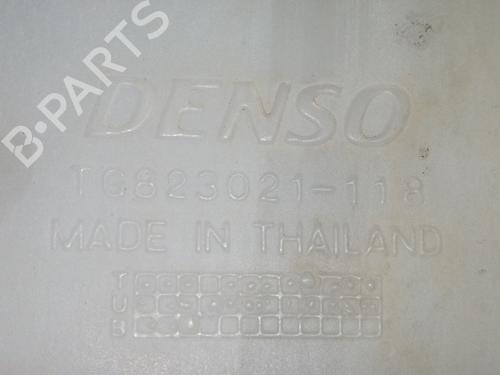 B-PARTS
DENSO
TG823021-118
MADE IN THAILAND
T
U
B